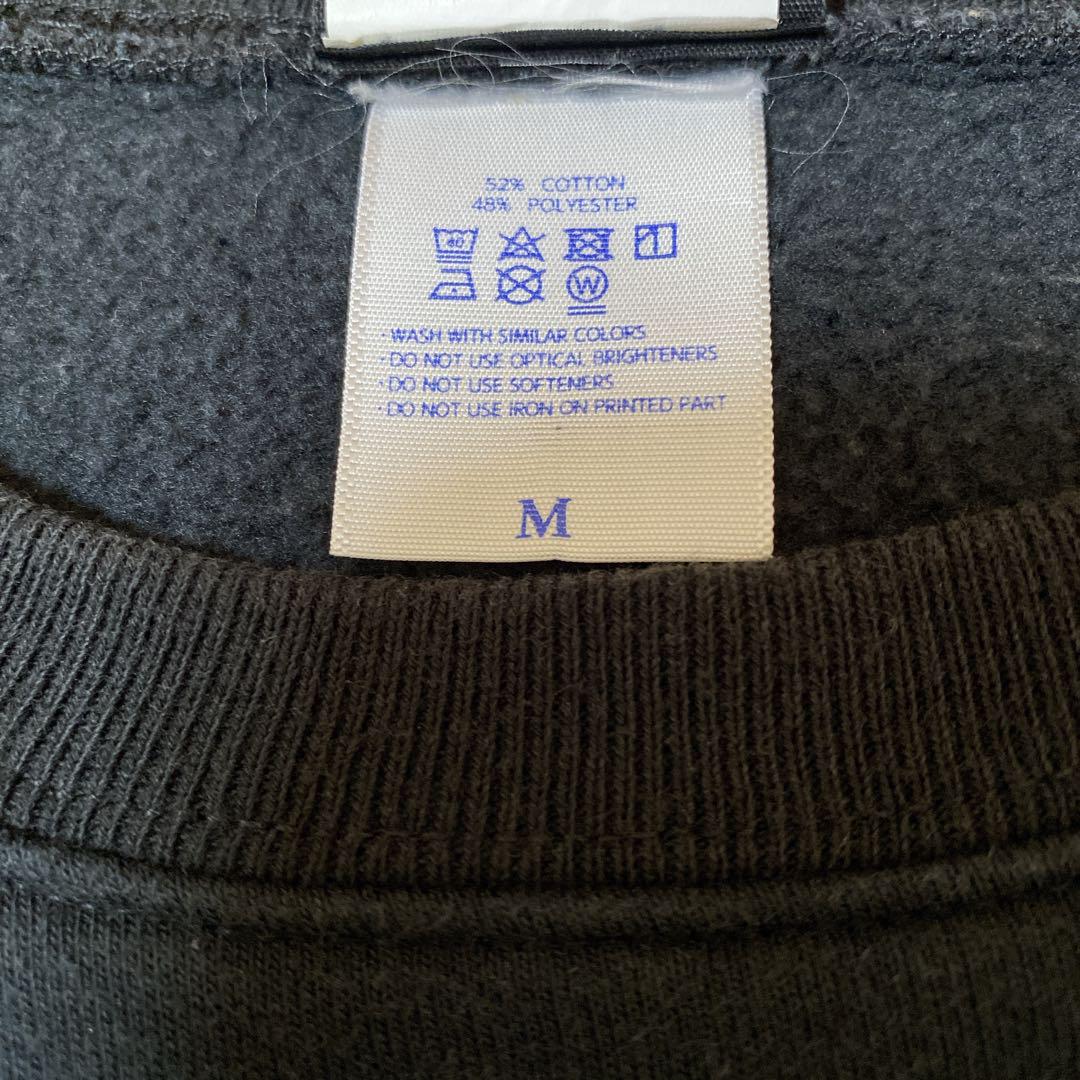 52% COTTON
48% POLYESTER
40
W
· WASH WITH SIMILAR COLORS
· DO NOT USE OPTICAL BRIGHTENERS
· DO NOT USE SOFTENERS
· DO NOT USE IRON ON PRINTED PART
M